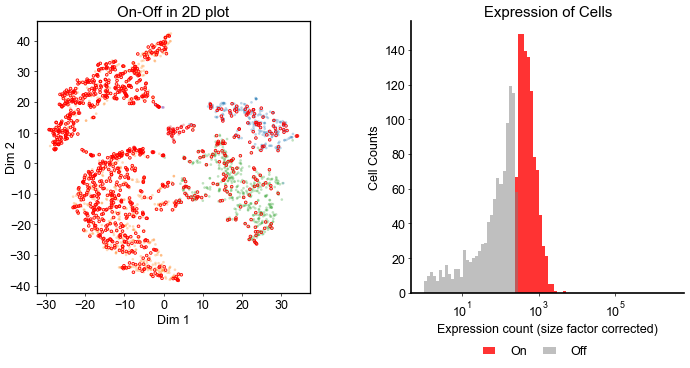 On-Off in 2D plot
40
30
20
10
0
−10
−20
−30
−40
Dim 2
−30 −20 −10 0 10 20 30
Dim 1
Expression of Cells
140
120
100
80
60
40
20
0
Cell Counts
10^1 10^3 10^5
Expression count (size factor corrected)
On Off